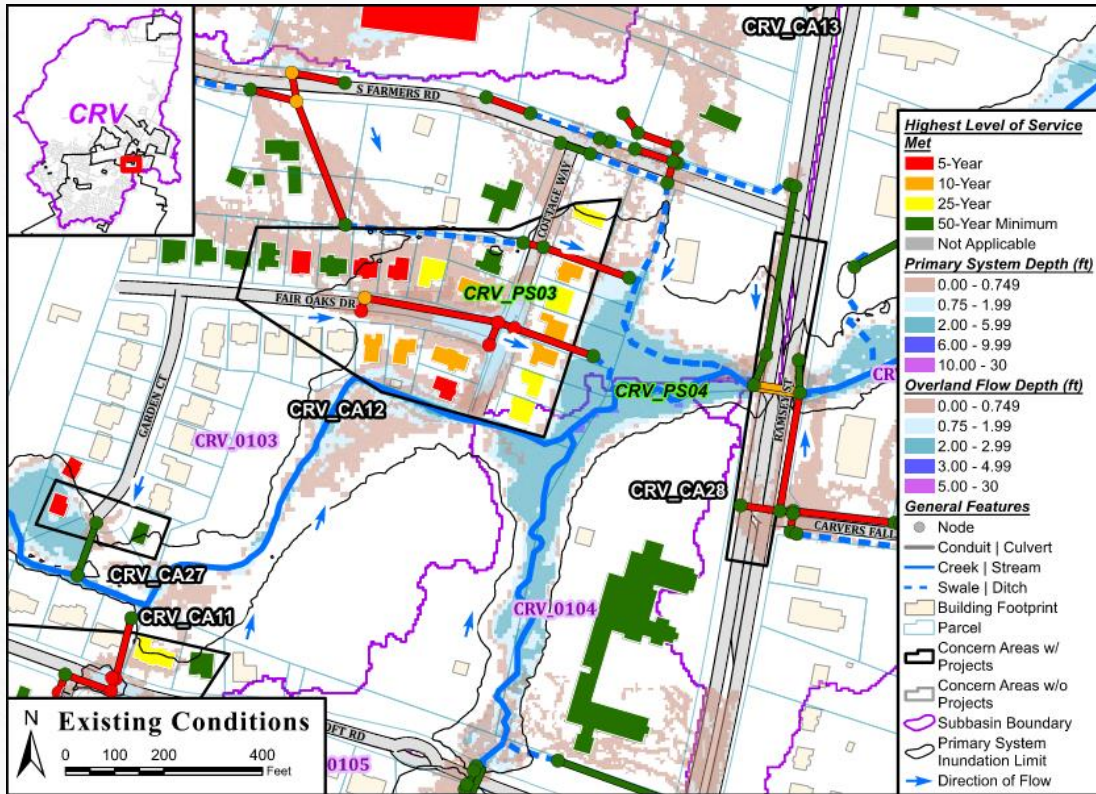 CRV
CRV_CA13
S FARMERS RD
COTTAGE WAY
CRV_PS03
FAIR OAKS DR
CRV_PS04
GARDEN CT
CRV_CA12
CRV_0103
RAMSEY ST
CRV_CA28
CARVERS FALL
CRV_CA27
CRV_CA11
CRV_0104
OFT RD
_0105
N
Existing Conditions
0 100 200 400
Feet
Highest Level of Service
Met
5-Year
10-Year
25-Year
50-Year Minimum
Not Applicable
Primary System Depth (ft)
0.00 - 0.749
0.75 - 1.99
2.00 - 5.99
6.00 - 9.99
10.00 - 30
Overland Flow Depth (ft)
0.00 - 0.749
0.75 - 1.99
2.00 - 2.99
3.00 - 4.99
5.00 - 30
General Features
Node
Conduit | Culvert
Creek | Stream
Swale | Ditch
Building Footprint
Parcel
Concern Areas w/
Projects
Concern Areas w/o
Projects
Subbasin Boundary
Primary System
Inundation Limit
Direction of Flow